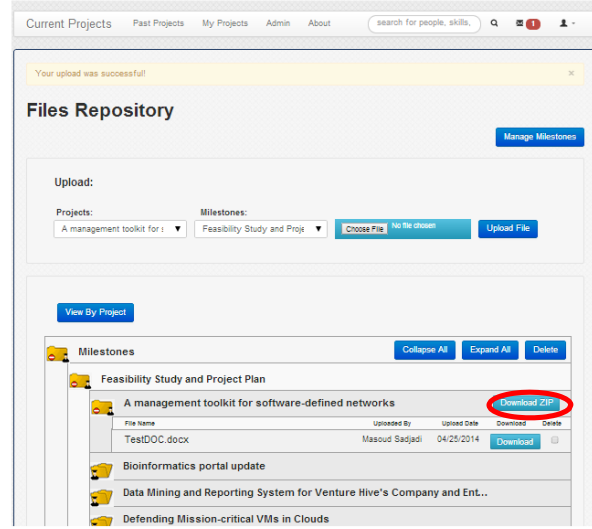 Current Projects Past Projects My Projects Admin About search for people, skills, 1
Your upload was successful! ×
Files Repository
Manage Milestones
Upload:
Projects: Milestones:
A management toolkit for s Feasibility Study and Proje Choose File No file chosen Upload File
View By Project
Milestones Collapse All Expand All Delete
Feasibility Study and Project Plan
A management toolkit for software-defined networks Download ZIP
File Name Uploaded By Upload Date Download Delete
TestDOC.docx Masoud Sadjadi 04/25/2014 Download
Bioinformatics portal update
Data Mining and Reporting System for Venture Hive's Company and Ent...
Defending Mission-critical VMs in Clouds